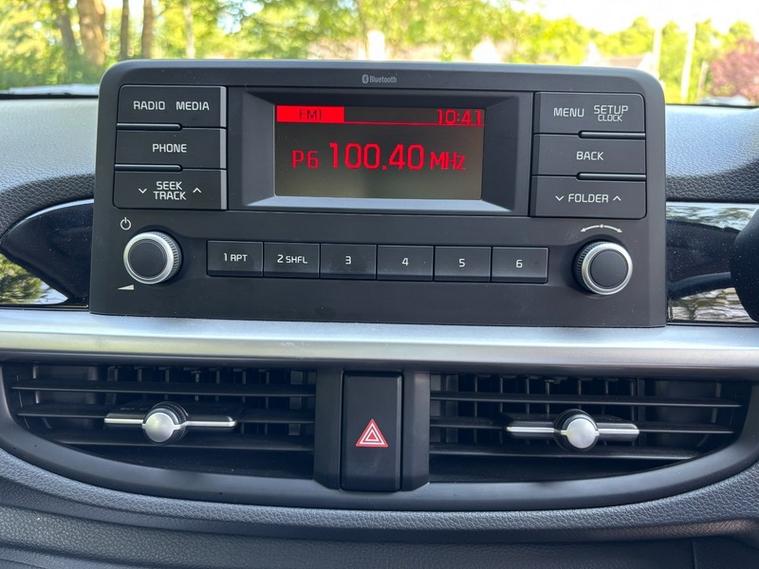 Bluetooth
RADIO MEDIA
FM1 10:41
MENU SETUP
CLOCK
PHONE
P6 100.40 MHz
BACK
SEEK
TRACK
FOLDER
1 RPT 2 SHFL 3 4 5 6